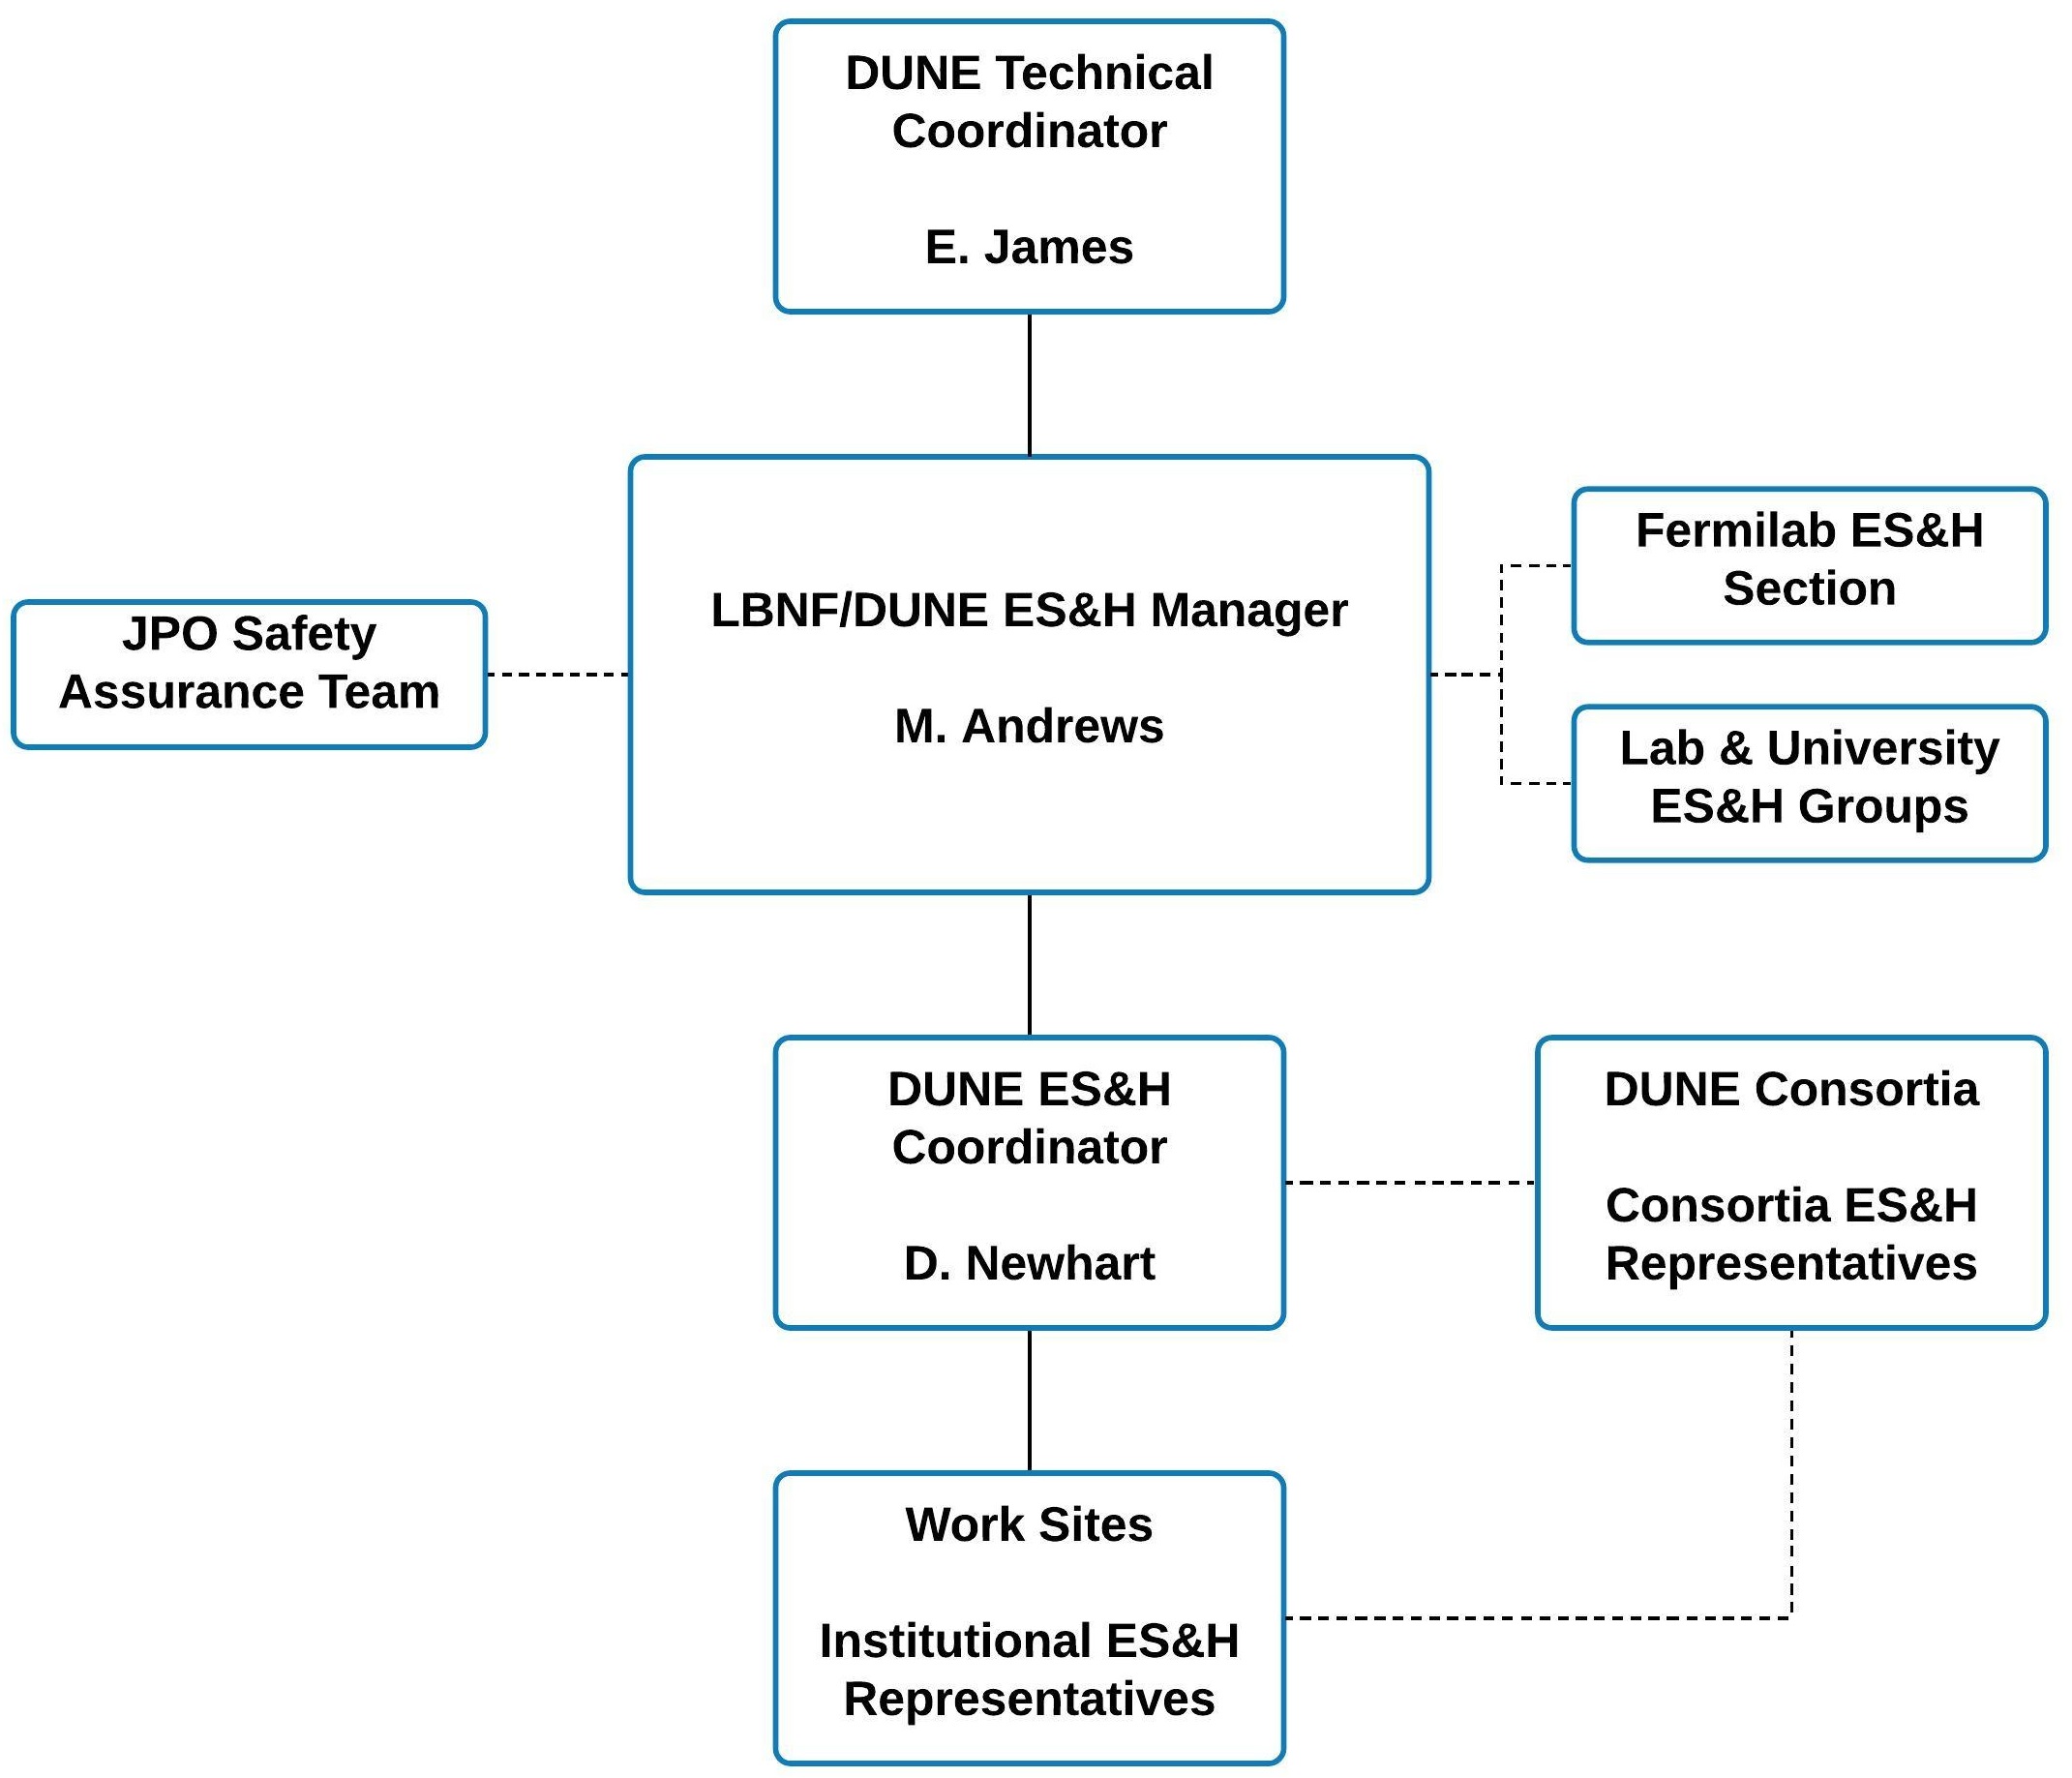 DUNE Technical
Coordinator
E. James
LBNF/DUNE ES&H Manager
M. Andrews
JPO Safety
Assurance Team
Fermilab ES&H
Section
Lab & University
ES&H Groups
DUNE ES&H
Coordinator
D. Newhart
DUNE Consortia
Consortia ES&H
Representatives
Work Sites
Institutional ES&H
Representatives